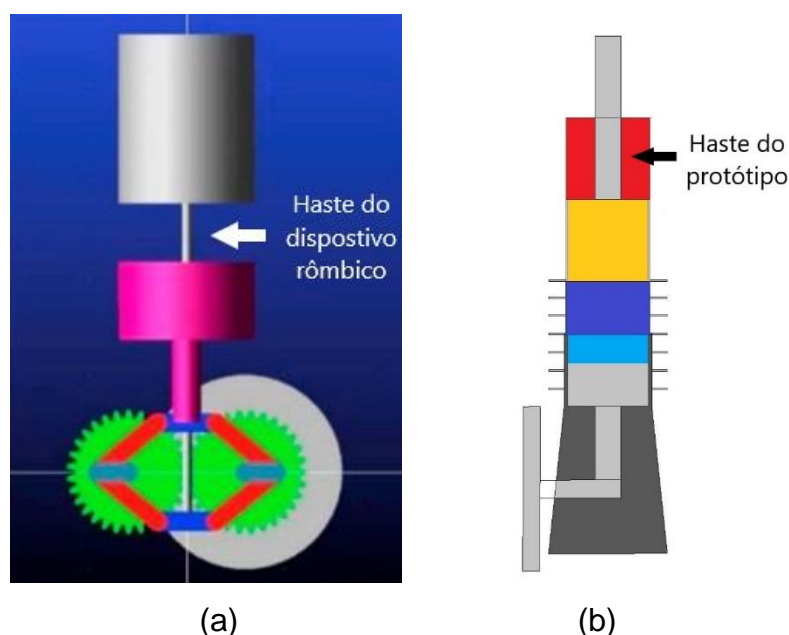 Haste do
dispostivo
rômbico
Haste do
protótipo
(a)
(b)